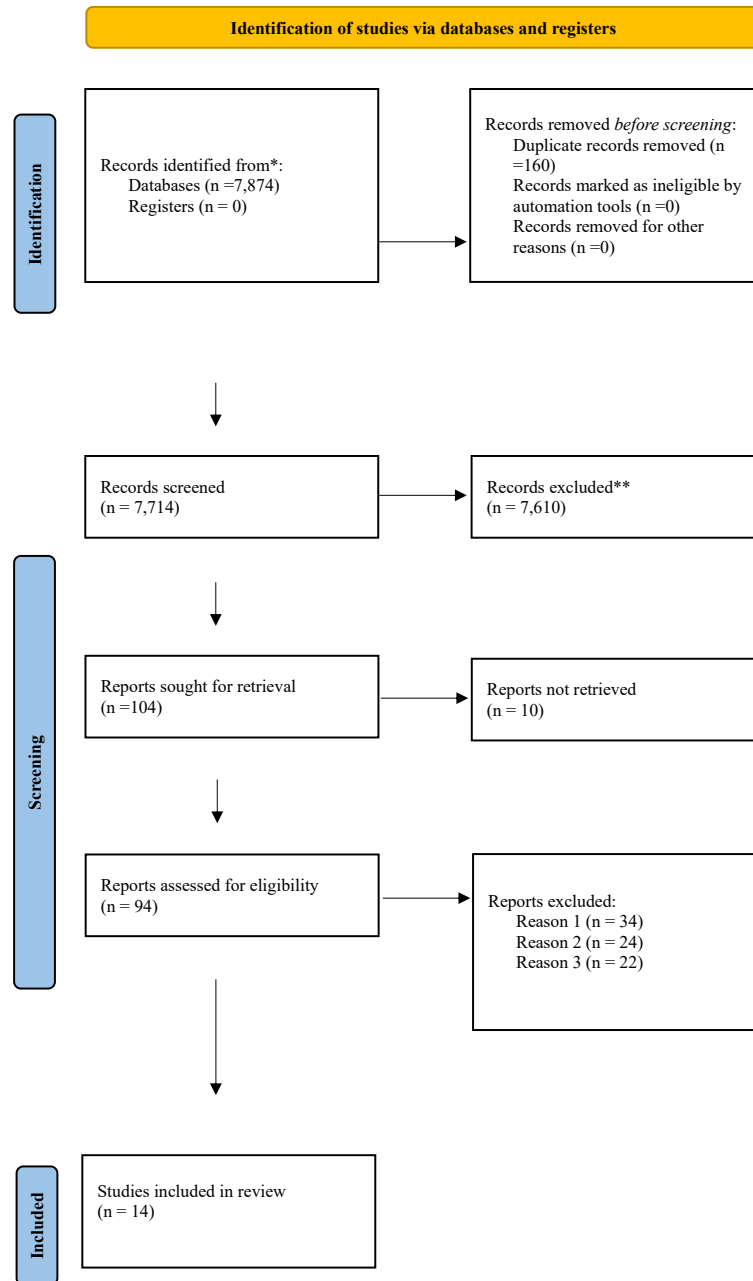 Identification of studies via databases and registers
Identification
Records identified from*:
Databases (n =7,874)
Registers (n = 0)
Records removed before screening:
Duplicate records removed (n
=160)
Records marked as ineligible by
automation tools (n =0)
Records removed for other
reasons (n =0)
Screening
Records screened
(n = 7,714)
Records excluded**
(n = 7,610)
Reports sought for retrieval
(n =104)
Reports not retrieved
(n = 10)
Reports assessed for eligibility
(n = 94)
Reports excluded:
Reason 1 (n = 34)
Reason 2 (n = 24)
Reason 3 (n = 22)
Included
Studies included in review
(n = 14)